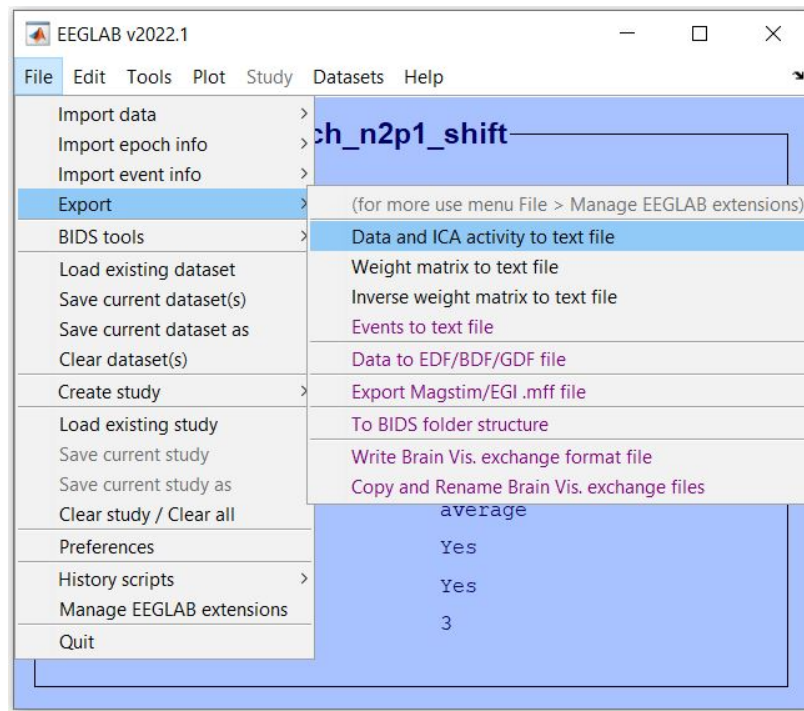 EEGLAB v2022.1
File Edit Tools Plot Study Datasets Help
Import data
Import epoch info
Import event info
Export
BIDS tools
Load existing dataset
Save current dataset(s)
Save current dataset as
Clear dataset(s)
Create study
Load existing study
Save current study
Save current study as
Clear study / Clear all
Preferences
History scripts
Manage EEGLAB extensions
Quit
ch_n2p1_shift
(for more use menu File > Manage EEGLAB extensions)
Data and ICA activity to text file
Weight matrix to text file
Inverse weight matrix to text file
Events to text file
Data to EDF/BDF/GDF file
Export Magstim/EGI .mff file
To BIDS folder structure
Write Brain Vis. exchange format file
Copy and Rename Brain Vis. exchange files
average
Yes
Yes
3